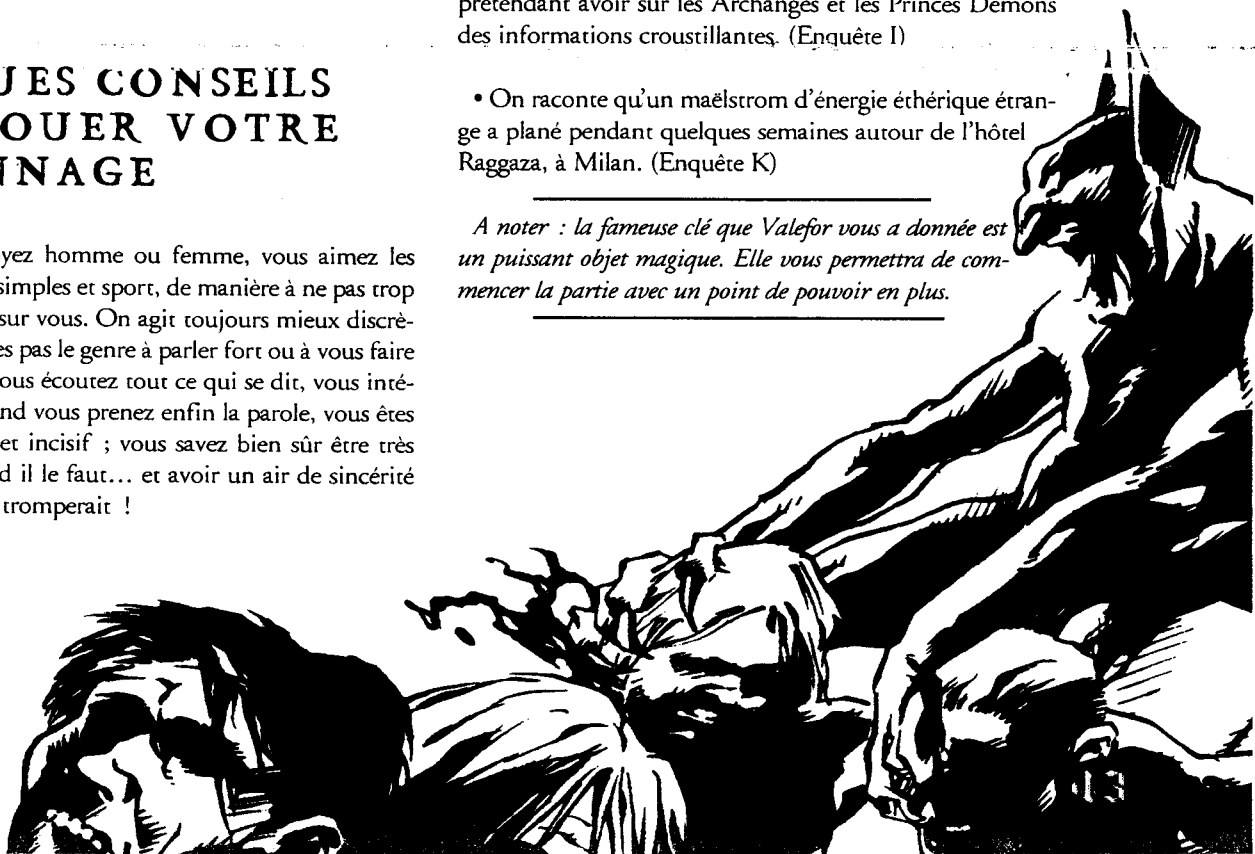 UES CONSEILS
OUER VOTRE
NNAGE
yez homme ou femme, vous aimez les
simples et sport, de manière à ne pas trop
sur vous. On agit toujours mieux discrè-
es pas le genre à parler fort ou à vous faire
ous écoutez tout ce qui se dit, vous inté-
nd vous prenez enfin la parole, vous êtes
et incisif ; vous savez bien sûr être très
d il le faut... et avoir un air de sincérité
tromperait !
prétendant avoir sur les Archanges et les Princes Démons
des informations croustillantes. (Enquête I)
• On raconte qu'un maëlstrom d'énergie éthérique étran-
ge a plané pendant quelques semaines autour de l'hôtel
Raggaza, à Milan. (Enquête K)
A noter : la fameuse clé que Valefor vous a donnée est
un puissant objet magique. Elle vous permettra de com-
mencer la partie avec un point de pouvoir en plus.